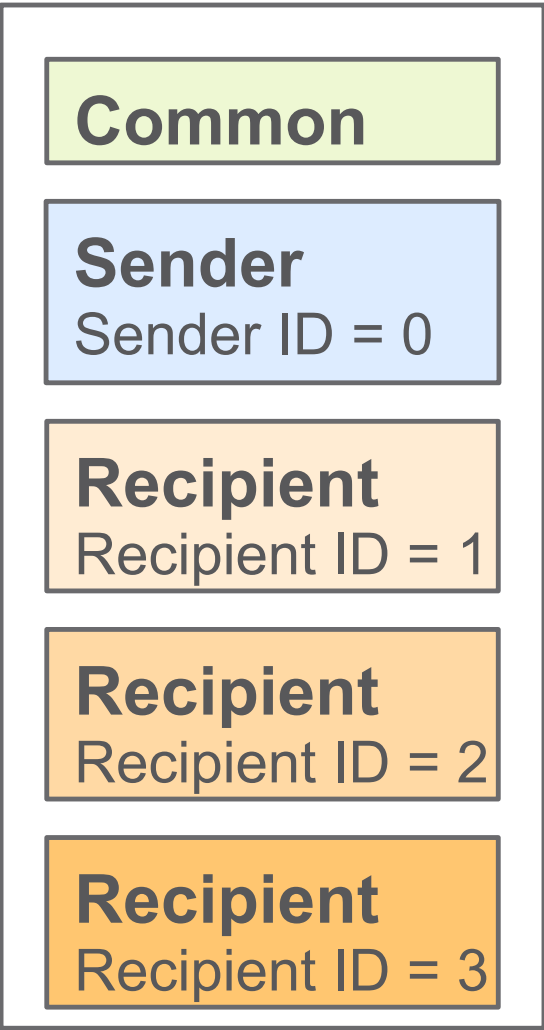 Common
Sender
Sender ID = 0
Recipient
Recipient ID = 1
Recipient
Recipient ID = 2
Recipient
Recipient ID = 3